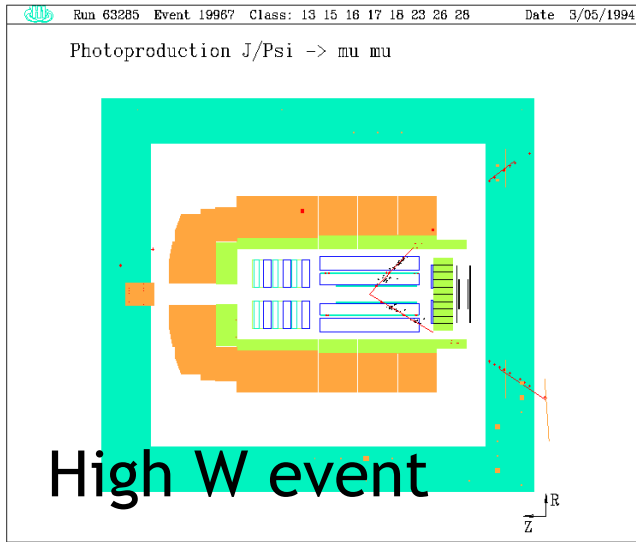 Run 63285 Event 19967 Class: 13 15 16 17 18 23 26 28 Date 3/05/1994
Photoproduction J/Psi -> mu mu
High W event
R
Z